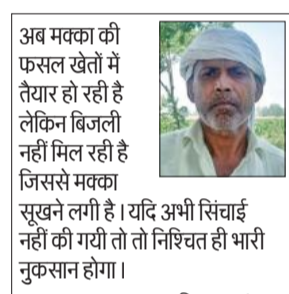 अब मक्का की
फसल खेतों में
तैयार हो रही है
लेकिन बिजली
नहीं मिल रही है
जिससे मक्का
सूखने लगी है । यदि अभी सिंचाई
नहीं की गयी तो तो निश्चित ही भारी
नुकसान होगा ।